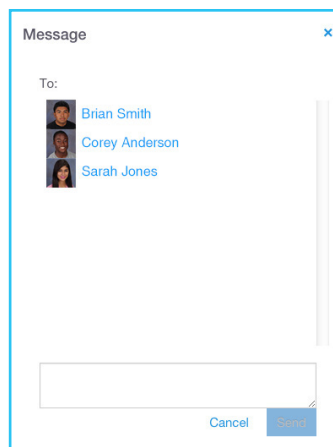 Message
×
To:
Brian Smith
Corey Anderson
Sarah Jones
Cancel Send